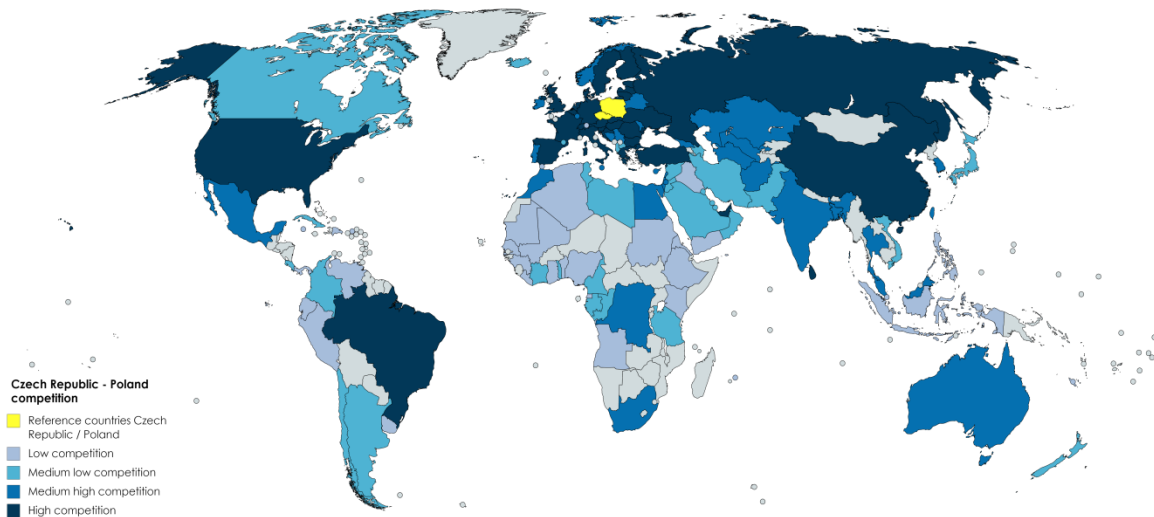 Czech Republic - Poland
competition
Reference countries Czech
Republic / Poland
Low competition
Medium low competition
Medium high competition
High competition